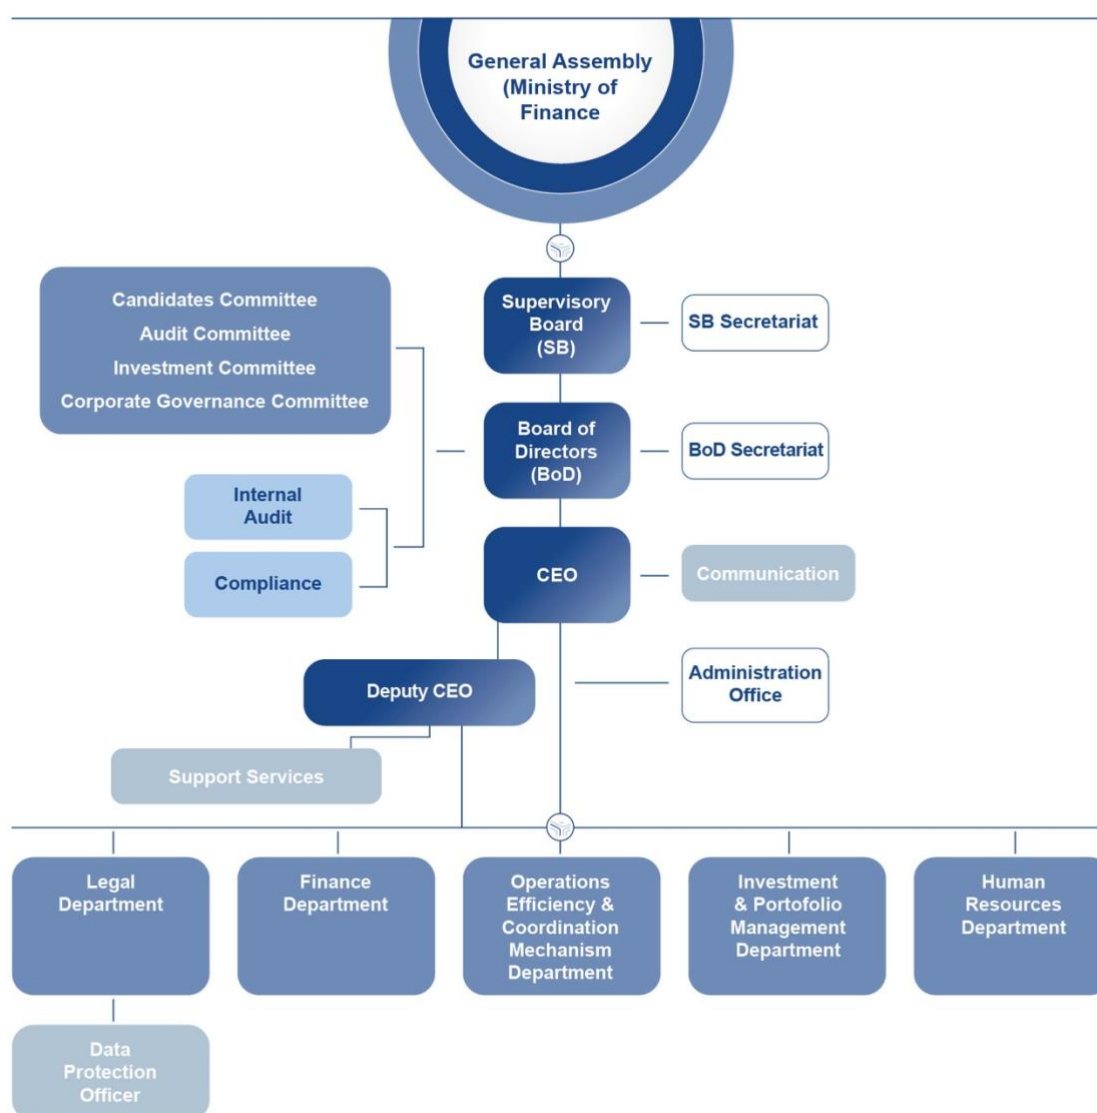 General Assembly
(Ministry of
Finance
Candidates Committee
Audit Committee
Investment Committee
Corporate Governance Committee
Supervisory
Board
(SB)
SB Secretariat
Board of
Directors
(BoD)
BoD Secretariat
Internal
Audit
Compliance
CEO
Communication
Deputy CEO
Administration
Office
Support Services
Legal
Department
Finance
Department
Operations
Efficiency &
Coordination
Mechanism
Department
Investment
& Portofolio
Management
Department
Human
Resources
Department
Data
Protection
Officer